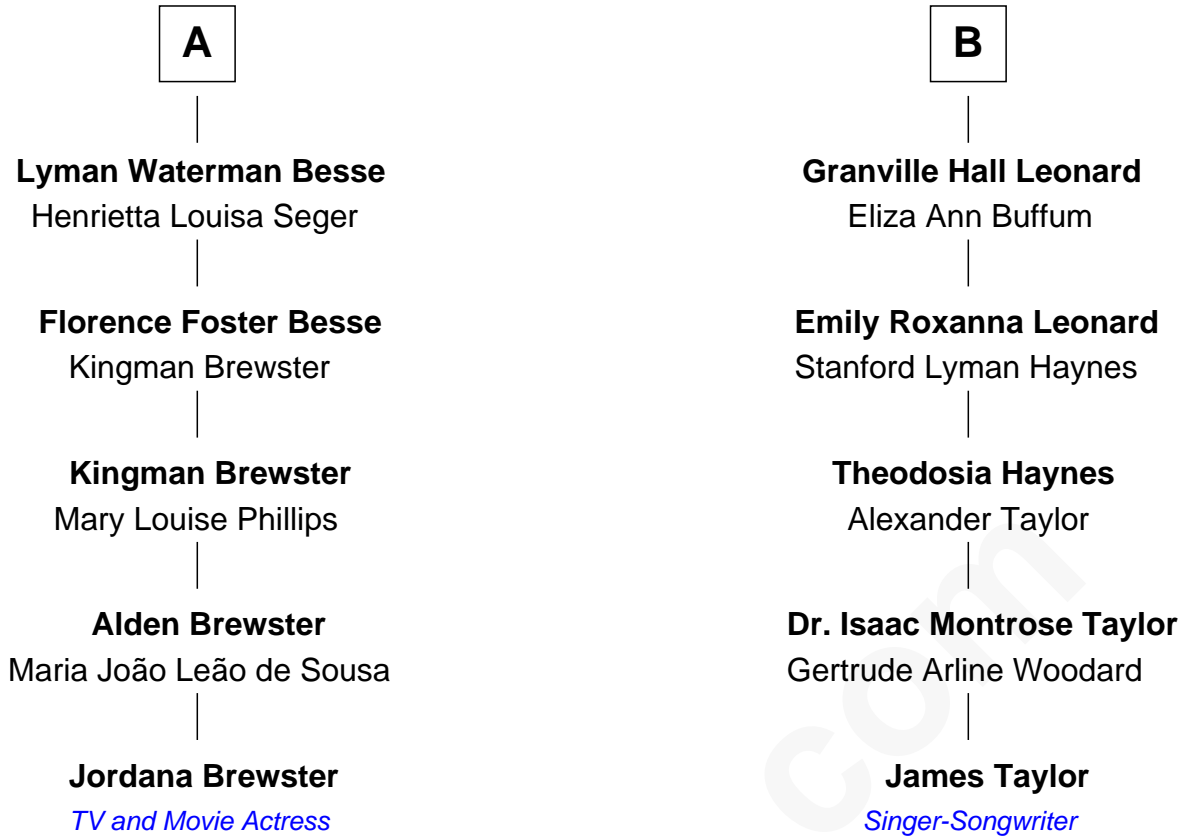 A
Lyman Waterman Besse
Henrietta Louisa Seger
Florence Foster Besse
Kingman Brewster
Kingman Brewster
Mary Louise Phillips
Alden Brewster
Maria João Leão de Sousa
Jordana Brewster
TV and Movie Actress
B
Granville Hall Leonard
Eliza Ann Buffum
Emily Roxanna Leonard
Stanford Lyman Haynes
Theodosia Haynes
Alexander Taylor
Dr. Isaac Montrose Taylor
Gertrude Arline Woodard
James Taylor
Singer-Songwriter
com